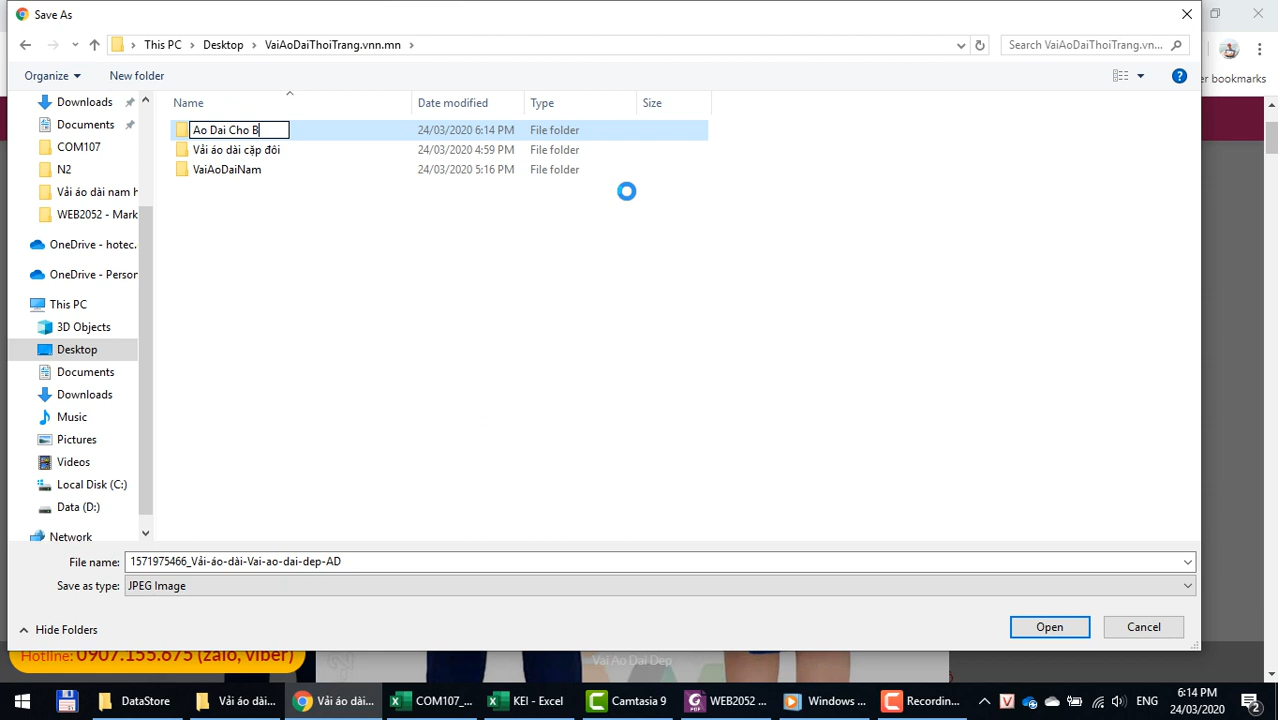 Save As
This PC > Desktop > VaiAoDaiThoiTrang.vnn.mn >
Search VaiAoDaiThoiTrang.vn...
er bookmarks
Organize
New folder
Name Date modified Type Size
Ao Dai Cho B 24/03/2020 6:14 PM File folder
Vải áo dài cặp đôi 24/03/2020 4:59 PM File folder
VaiAoDaiNam 24/03/2020 5:16 PM File folder
Downloads
Documents
COM107
N2
Vải áo dài nam h
WEB2052 - Mark
OneDrive - hotec.
OneDrive - Person
This PC
3D Objects
Desktop
Documents
Downloads
Music
Pictures
Videos
Local Disk (C:)
Data (D:)
Network
File name: 1571975466_Vải-áo-dài-Vai-ao-dai-dep-AD
Save as type: JPEG Image
Hide Folders
Open
Cancel
Hotline: 0907.155.675 (zalo, viber)
Vai Ao Dai Dep
DataStore
Vải áo dài...
Vải áo dài...
COM107_...
KEI - Excel
Camtasia 9
WEB2052 ...
Windows ...
Recordin...
ENG
6:14 PM
24/03/2020
2